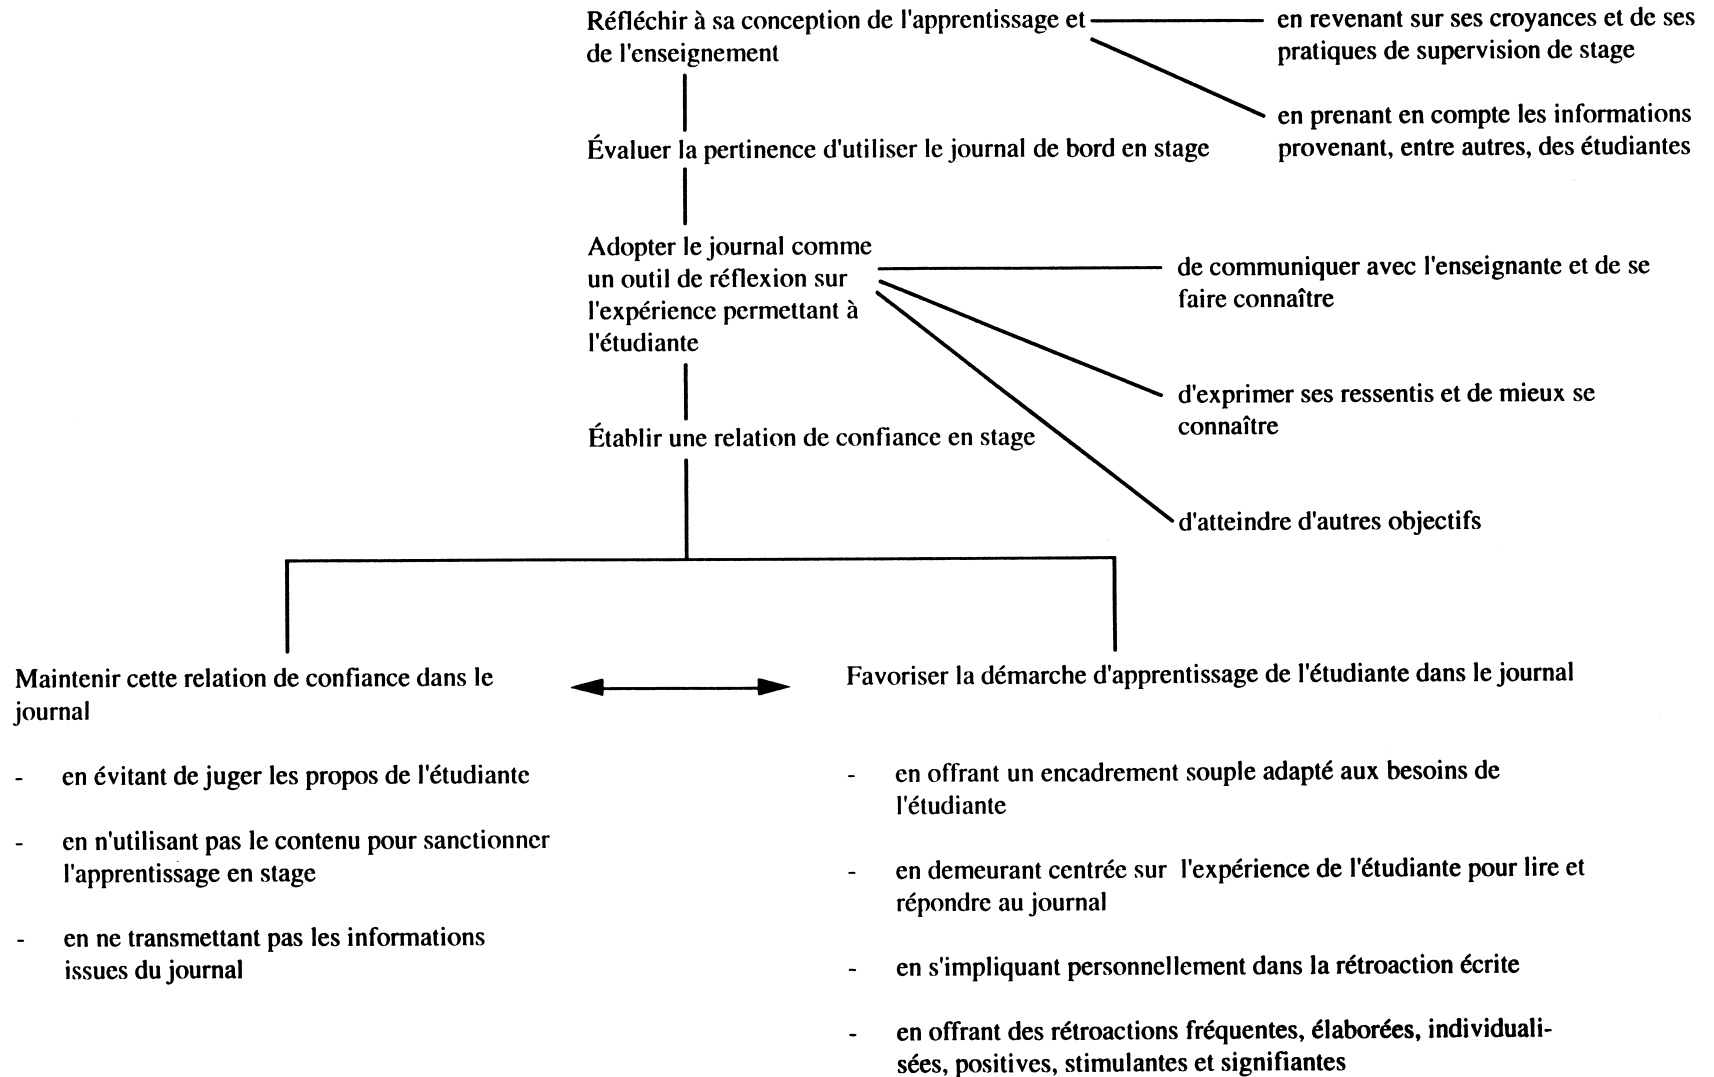 Réfléchir à sa conception de l'apprentissage et
de l'enseignement
en revenant sur ses croyances et de ses
pratiques de supervision de stage
en prenant en compte les informations
provenant, entre autres, des étudiantes
Évaluer la pertinence d'utiliser le journal de bord en stage
Adopter le journal comme
un outil de réflexion sur
l'expérience permettant à
l'étudiante
de communiquer avec l'enseignante et de se
faire connaître
d'exprimer ses ressentis et de mieux se
connaître
d'atteindre d'autres objectifs
Établir une relation de confiance en stage
Maintenir cette relation de confiance dans le
journal
- en évitant de juger les propos de l'étudiante
- en n'utilisant pas le contenu pour sanctionner
l'apprentissage en stage
- en ne transmettant pas les informations
issues du journal
Favoriser la démarche d'apprentissage de l'étudiante dans le journal
- en offrant un encadrement souple adapté aux besoins de
l'étudiante
- en demeurant centrée sur l'expérience de l'étudiante pour lire et
répondre au journal
- en s'impliquant personnellement dans la rétroaction écrite
- en offrant des rétroactions fréquentes, élaborées, individuali-
sées, positives, stimulantes et signifiantes